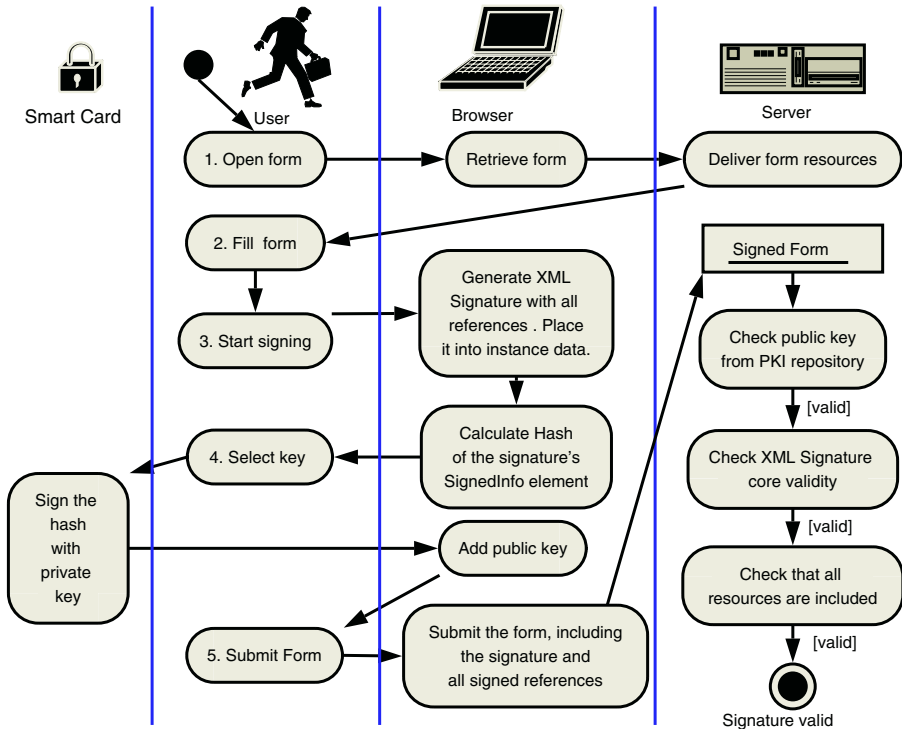 Smart Card
User
Browser
Server
1. Open form
Retrieve form
Deliver form resources
2. Fill form
Signed Form
Generate XML
Signature with all
references . Place
it into instance data.
3. Start signing
Check public key
from PKI repository
[valid]
Calculate Hash
of the signature's
SignedInfo element
4. Select key
Check XML Signature
core validity
[valid]
Sign the
hash
with
private
key
Add public key
Check that all
resources are included
[valid]
5. Submit Form
Submit the form, including
the signature and
all signed references
Signature valid